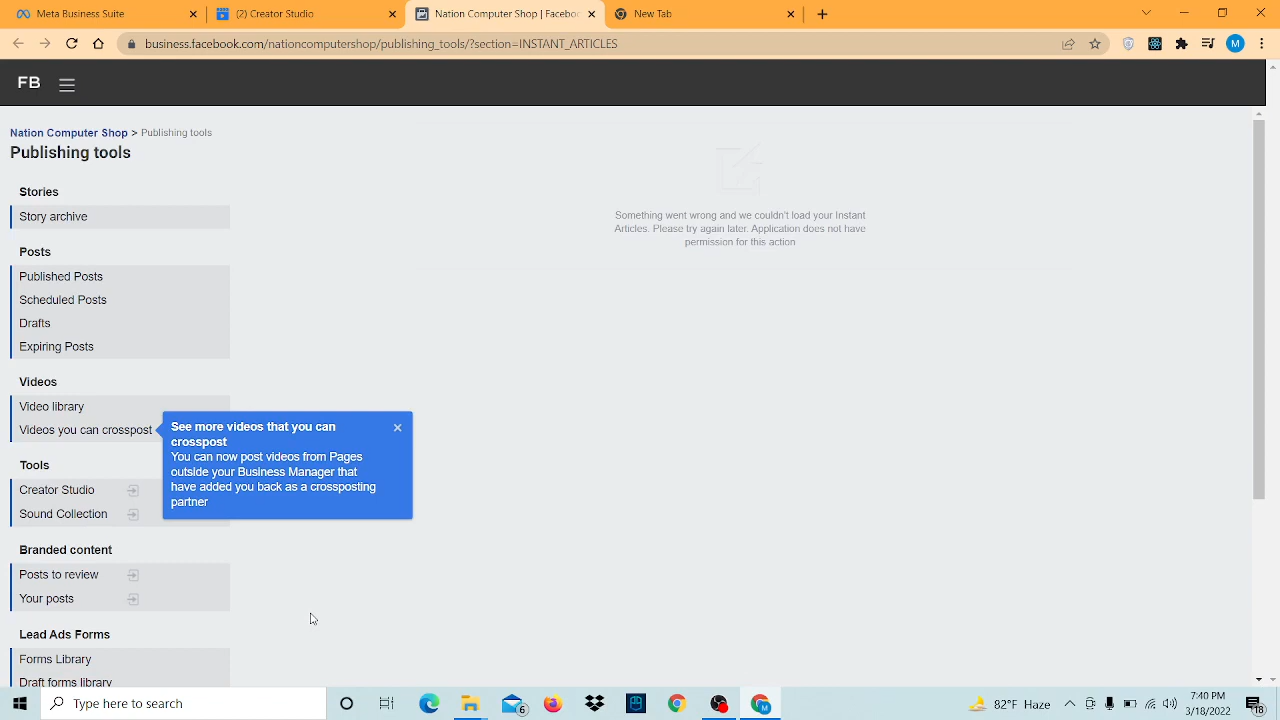 Meta Business Suite
(2) Creator Studio
Nation Computer Shop | Faceboo
New Tab
business.facebook.com/nationcomputershop/publishing_tools/?section=INSTANT_ARTICLES
M
FB
Nation Computer Shop > Publishing tools
Publishing tools
Stories
Story archive
Posts
Published Posts
Scheduled Posts
Drafts
Expiring Posts
Videos
Video library
Videos you can crosspost
Tools
Creator Studio
Sound Collection
Branded content
Posts to review
Your posts
Lead Ads Forms
Forms Library
Draft forms library
See more videos that you can
crosspost
You can now post videos from Pages
outside your Business Manager that
have added you back as a crossposting
partner
Something went wrong and we couldn't load your Instant
Articles. Please try again later. Application does not have
permission for this action
Type here to search
6
M
82°F Haze
7:40 PM
3/18/2022
18